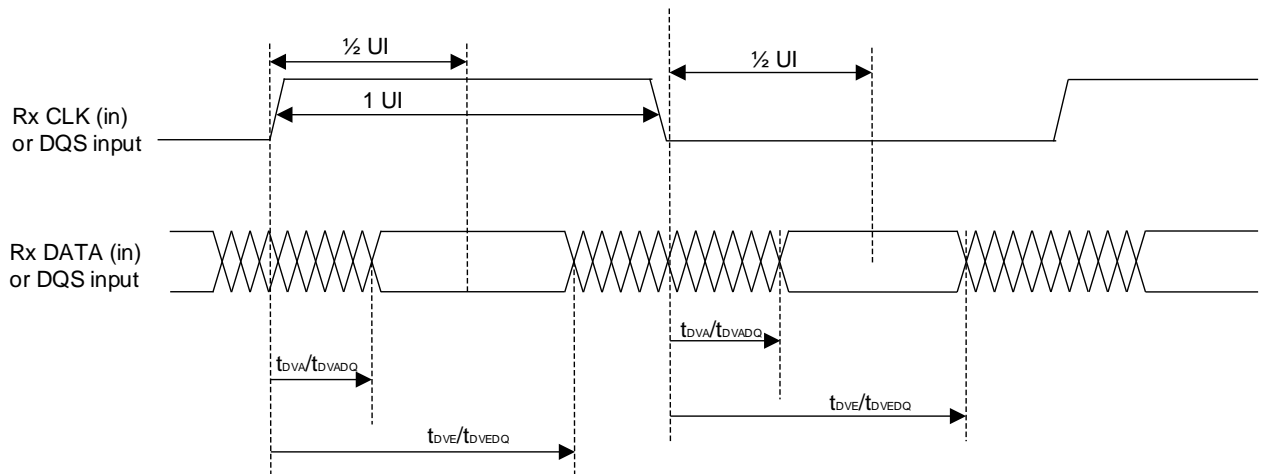 ½ UI
½ UI
1 UI
Rx CLK (in)
or DQS input
Rx DATA (in)
or DQS input
tDVA/tDVADQ
tDVA/tDVADQ
tDVE/tDVEDQ
tDVE/tDVEDQ